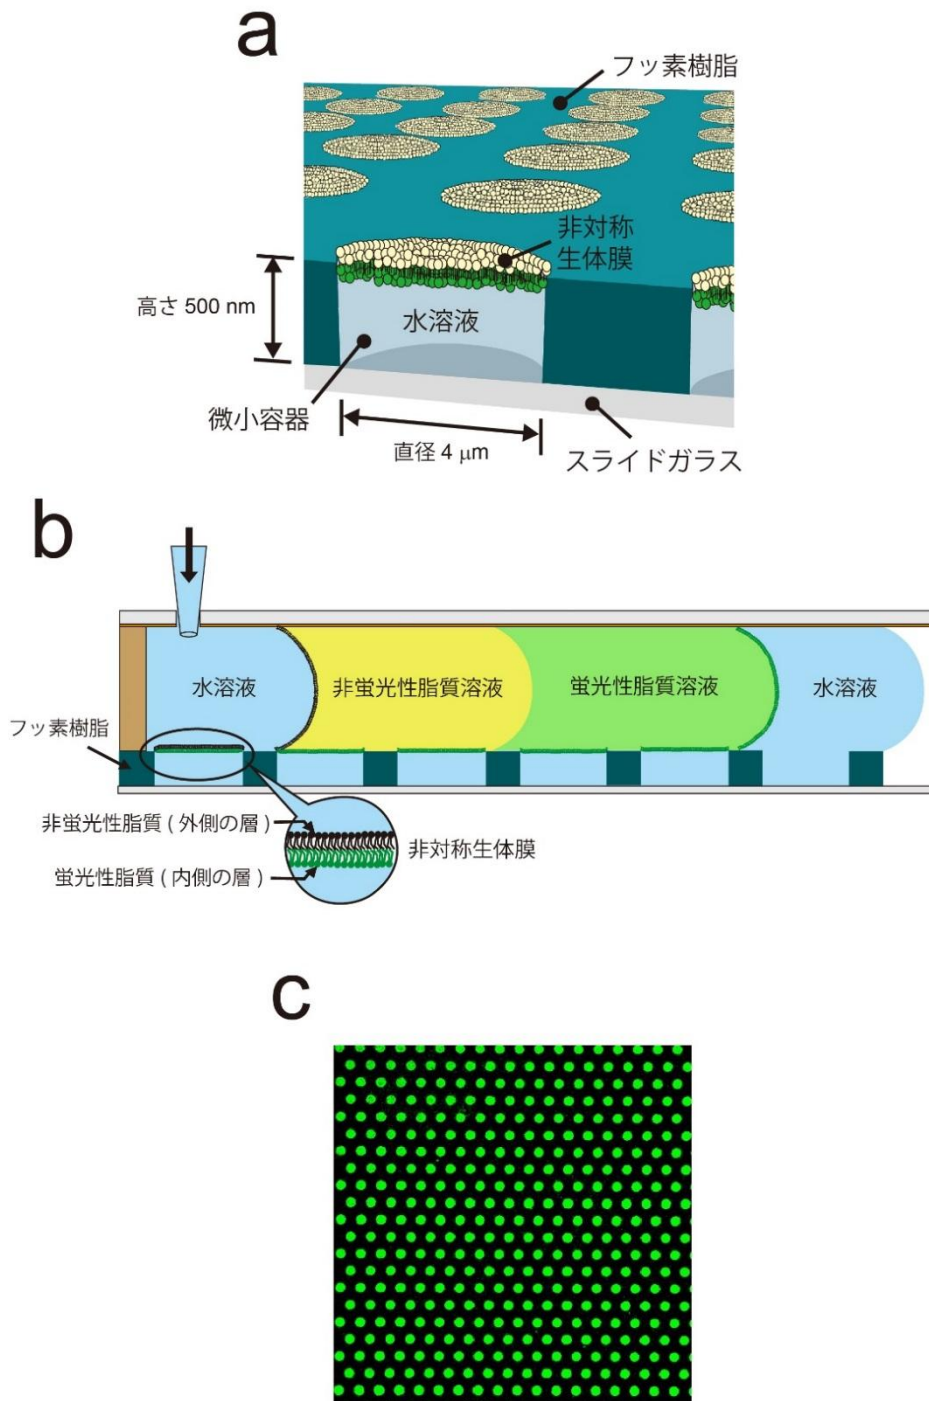 a
フッ素樹脂
非対称
生体膜
高さ 500 nm
水溶液
微小容器
直径 4 μm
スライドガラス
b
水溶液
非蛍光性脂質溶液
蛍光性脂質溶液
水溶液
フッ素樹脂
非蛍光性脂質 ( 外側の層 )
非対称生体膜
蛍光性脂質 ( 内側の層 )
c